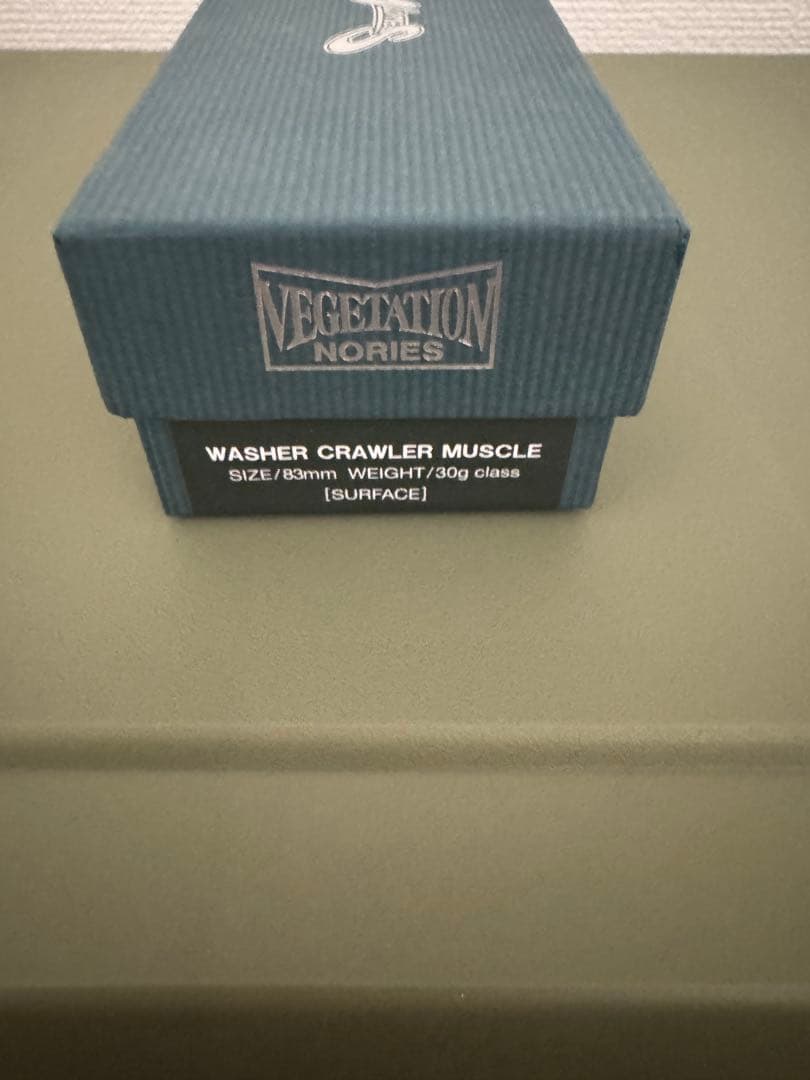 VEGETATION
NORIES
WASHER CRAWLER MUSCLE
SIZE/83mm WEIGHT/30g class
[SURFACE]